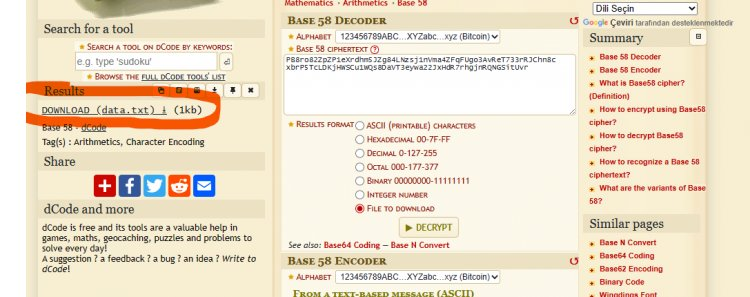 Search for a tool
★ Search a tool on dCode by keywords:
e.g. type 'sudoku'
★ Browse the full dCode tools' list
Results
DOWNLOAD (data.txt) ⤓ (1kb)
Base 58 - dCode
Tag(s) : Arithmetics, Character Encoding
Share
dCode and more
dCode is free and its tools are a valuable help in
games, maths, geocaching, puzzles and problems to
solve every day!
A suggestion ? a feedback ? a bug ? an idea ? Write to
dCode!
Mathematics - Arithmetics - Base 58
Base 58 Decoder
★ Alphabet 123456789ABC...XYZabc...xyz (Bitcoin)
★ Base 58 ciphertext
★ Results format ASCII (printable) characters
Hexadecimal 00-7F-FF
Decimal 0-127-255
Octal 000-177-377
Binary 00000000-11111111
Integer number
File to download
▶ DECRYPT
See also: Base64 Coding — Base N Convert
Base 58 Encoder
★ Alphabet 123456789ABC...XYZabc...xyz (Bitcoin)
From a text-based message (ASCII)
Dili Seçin
Google Çeviri tarafından desteklenmektedir
Summary
Base 58 Decoder
Base 58 Encoder
What is Base58 cipher?
(Definition)
How to encrypt using Base58
cipher?
How to decrypt Base58
cipher?
How to recognize a Base 58
ciphertext?
What are the variants of Base
58?
Similar pages
Base N Convert
Base64 Coding
Base62 Encoding
Binary Code
Wingdings Font